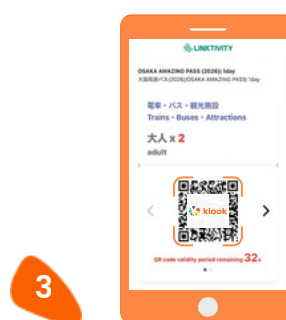 LINKTIVITY
OSAKA AMAZING PASS (2026)| 1day
大阪周遊パス(2026)(OSAKA AMAZING PASS) 1day
電車・バス・観光施設
Trains・Buses・Attractions
大人 x 2
adult
klook
QR code validity period remaining 32s
3